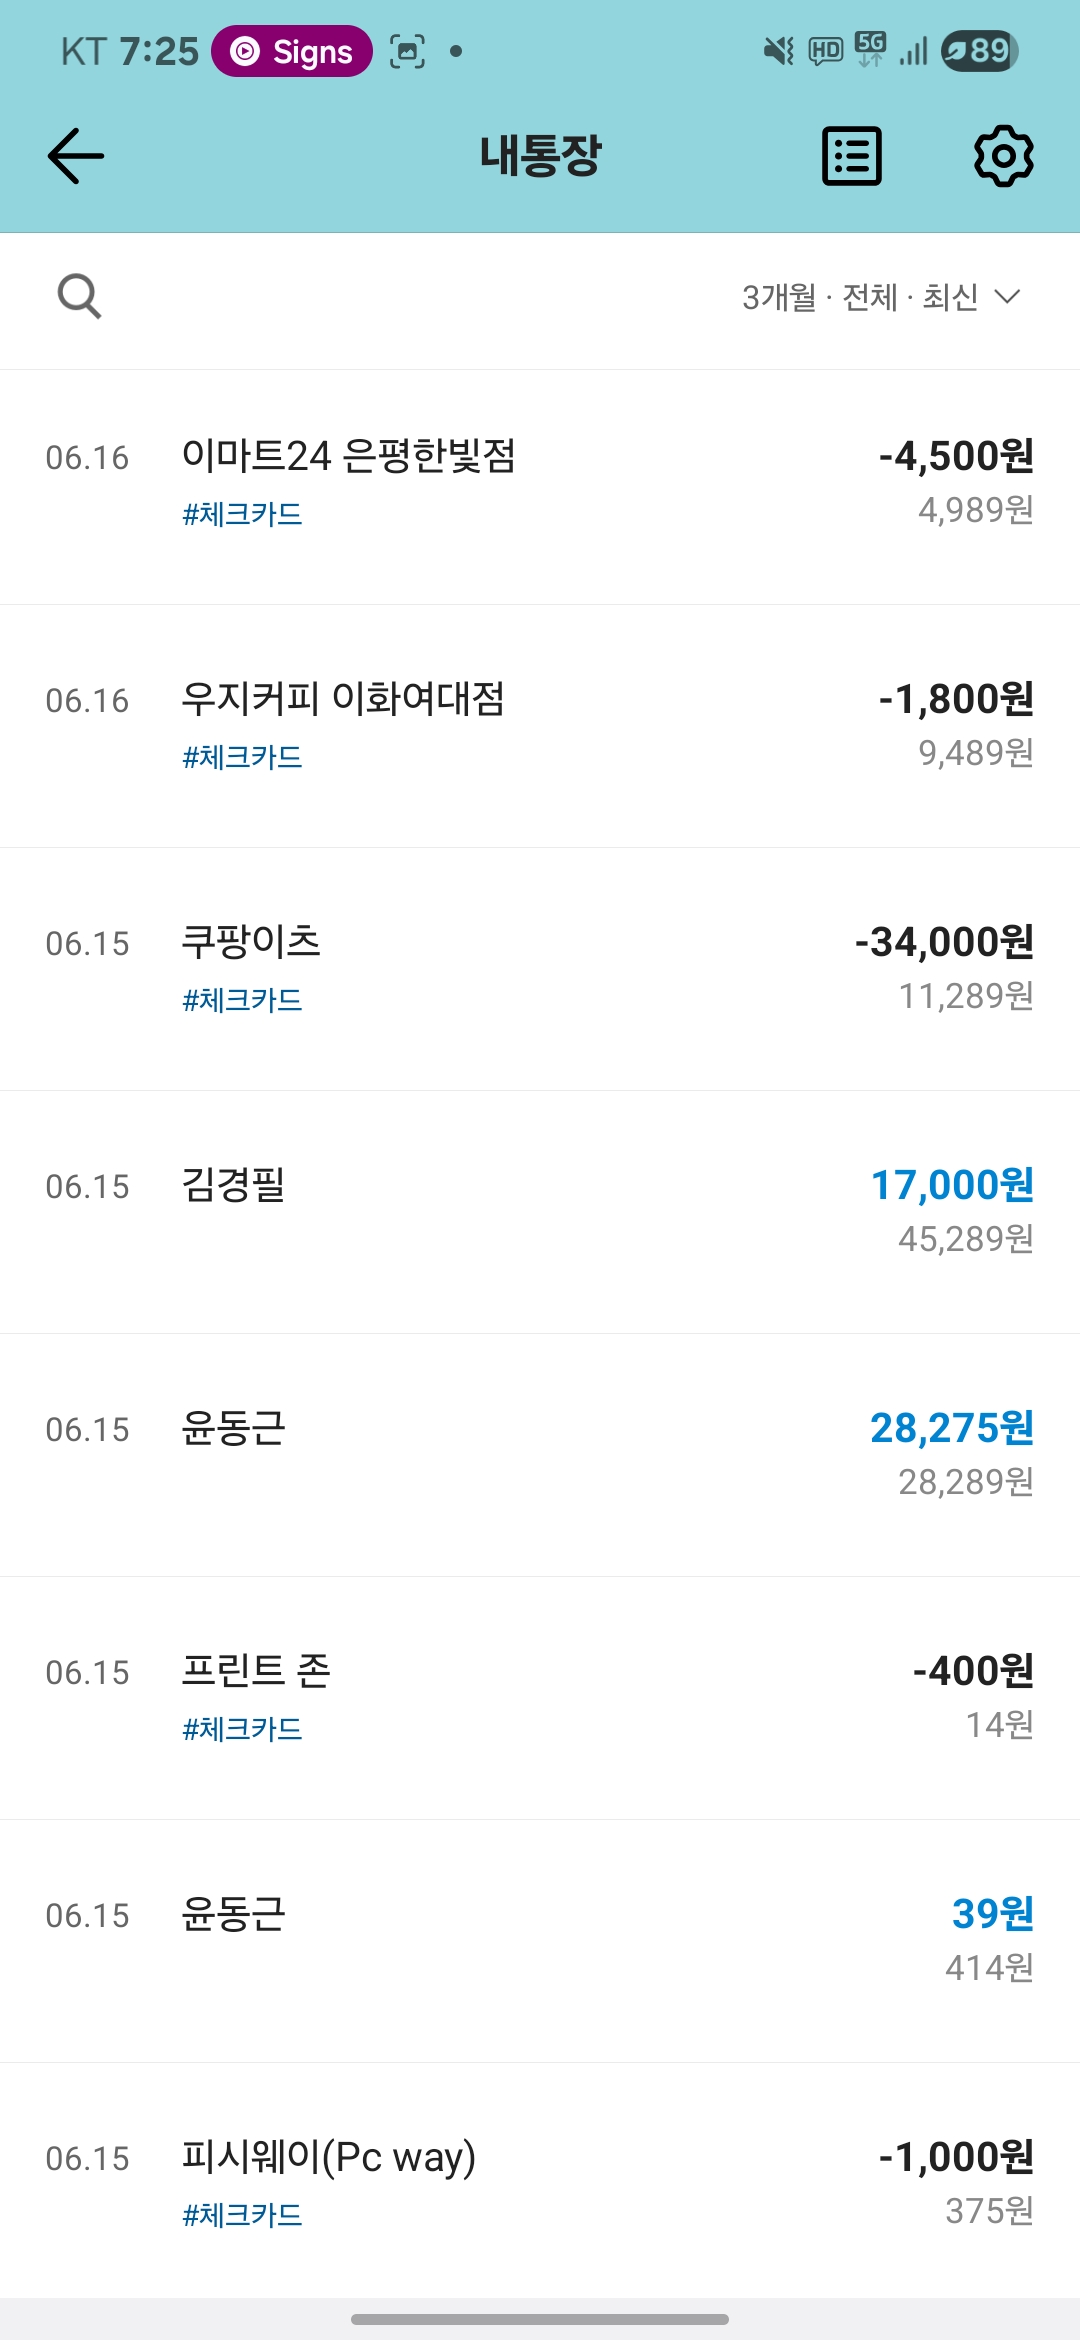 KT 7:25 Signs HD 5G 89
내통장
3개월 · 전체 · 최신
06.16 이마트24 은평한빛점 -4,500원
#체크카드 4,989원
06.16 우지커피 이화여대점 -1,800원
#체크카드 9,489원
06.15 쿠팡이츠 -34,000원
#체크카드 11,289원
06.15 김경필 17,000원
45,289원
06.15 윤동근 28,275원
28,289원
06.15 프린트 존 -400원
#체크카드 14원
06.15 윤동근 39원
414원
06.15 피시웨이(Pc way) -1,000원
#체크카드 375원